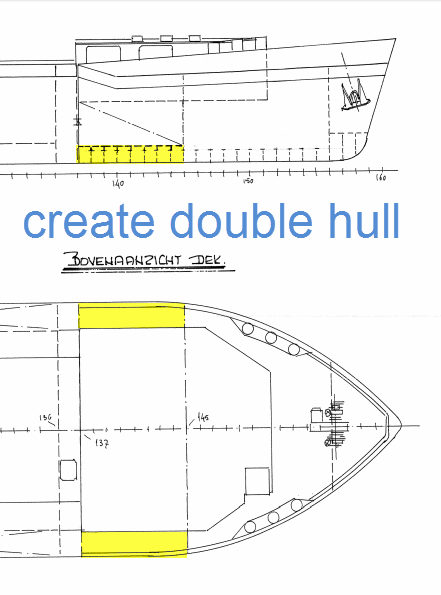 140 150 160
create double hull
BOVENAANZICHT DEK.
136 145
137